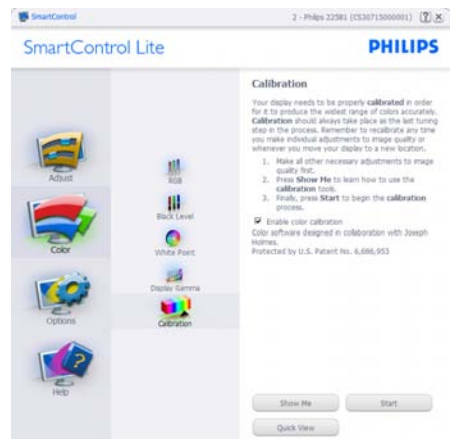 SmartControl
2 - Philips 225B1 (CS30715000001)
SmartControl Lite
PHILIPS
Adjust
Color
Options
Help
RGB
Black Level
White Point
Display Gamma
Calibration
Calibration
Your display needs to be properly calibrated in order
for it to produce the widest range of colors accurately.
Calibration should always take place as the last tuning
step in the process. Remember to recalibrate any time
you make individual adjustments to image quality or
whenever you move your display to a new location.
1. Make all other necessary adjustments to image
quality first.
2. Press Show Me to learn how to use the
calibration tools.
3. Finally, press Start to begin the calibration
process.
Enable color calibration
Color software designed in collaboration with Joseph
Holmes.
Protected by U.S. Patent No. 6,686,953
Show Me
Start
Quick View